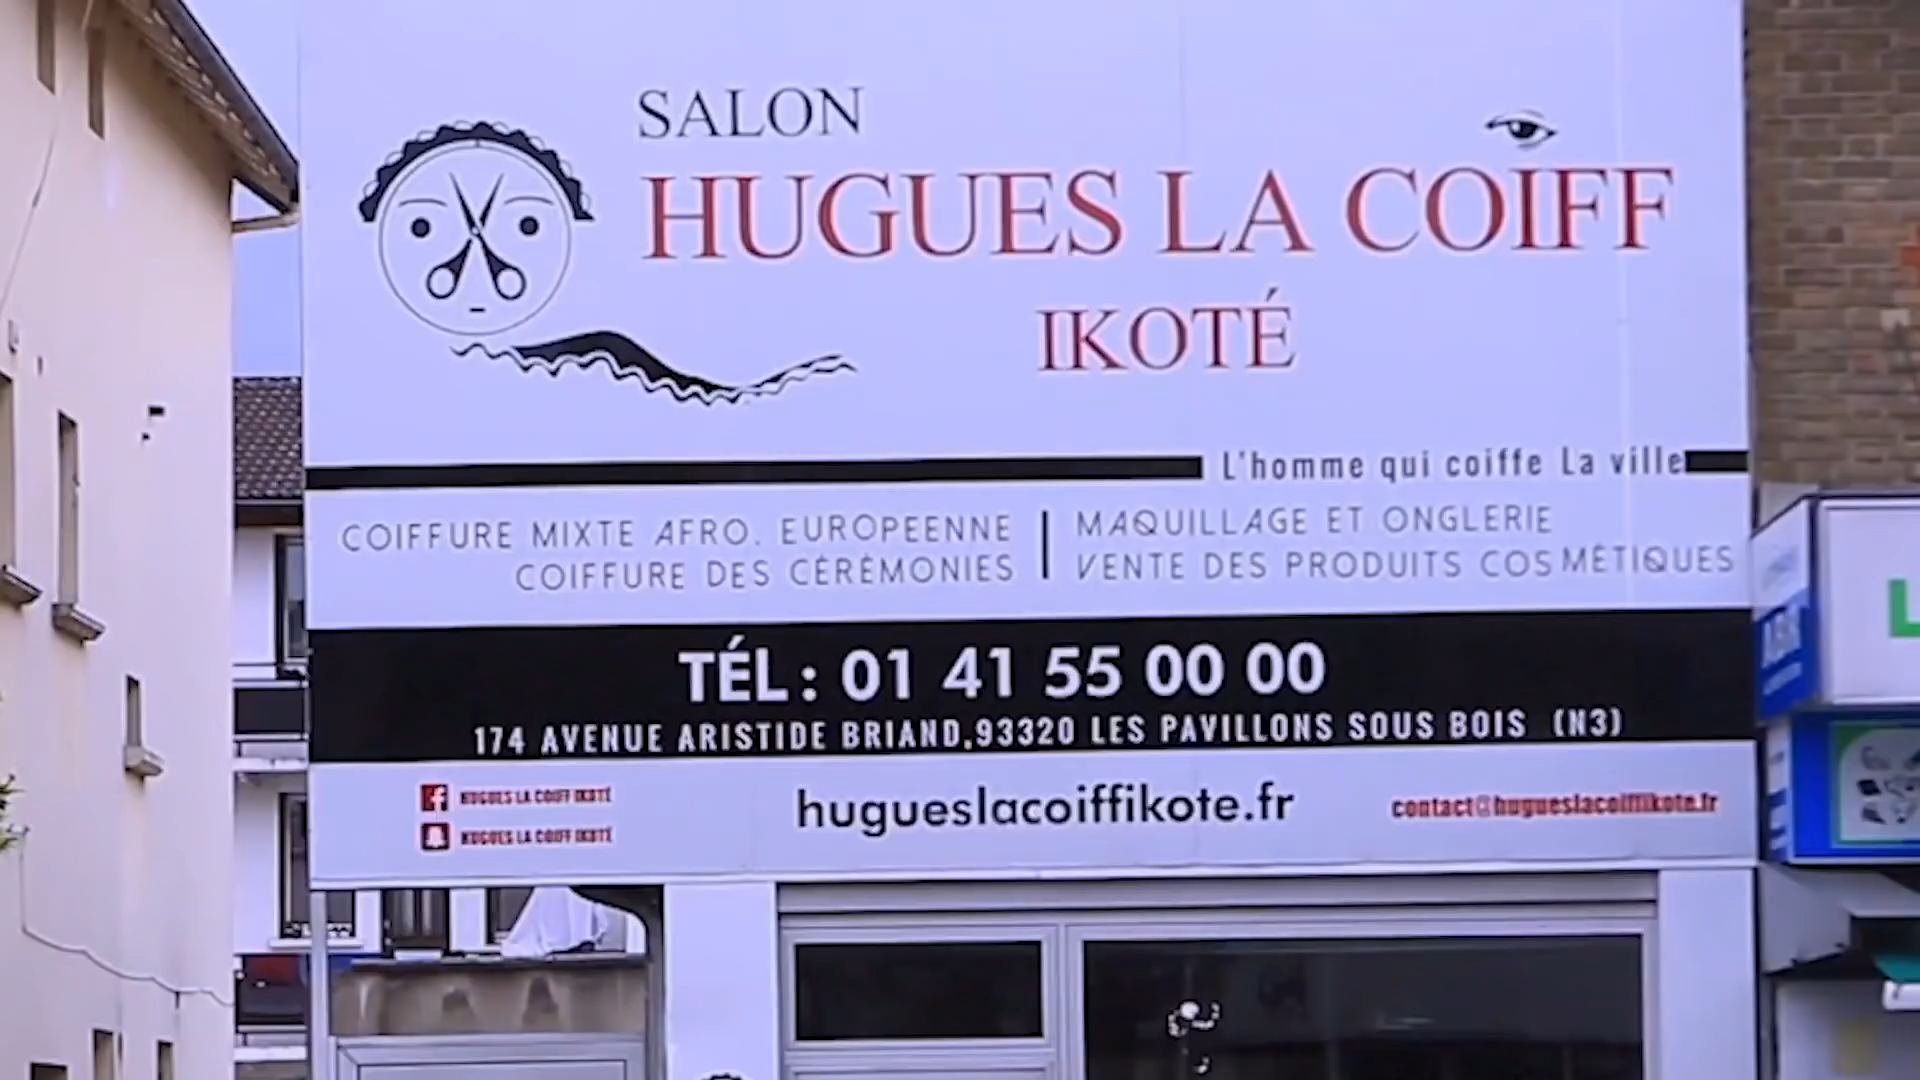 SALON
HUGUES LA COIFF
IKOTÉ
L'homme qui coiffe La ville
COIFFURE MIXTE AFRO. EUROPEENNE
COIFFURE DES CÉRÉMONIES
MAQUILLAGE ET ONGLERIE
VENTE DES PRODUITS COSMÉTIQUES
TÉL : 01 41 55 00 00
174 AVENUE ARISTIDE BRIAND.93320 LES PAVILLONS SOUS BOIS (N3)
HUGUES LA COIFF IKOTÉ
HUGUES LA COIFF IKOTÉ
hugueslacoiffikote.fr
contact@hugueslacoiffikote.fr